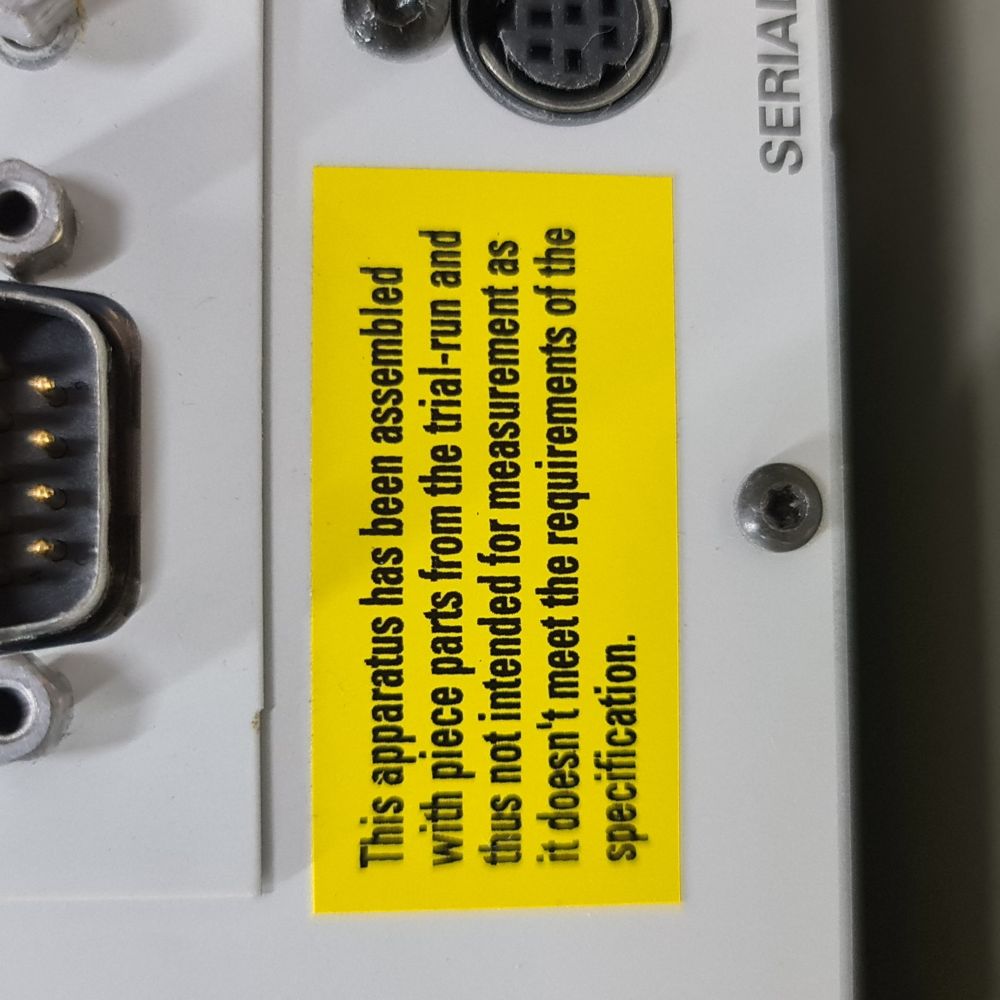 This apparatus has been assembled
with piece parts from the trial-run and
thus not intended for measurement as
it doesn't meet the requirements of the
specification.
SERIAL